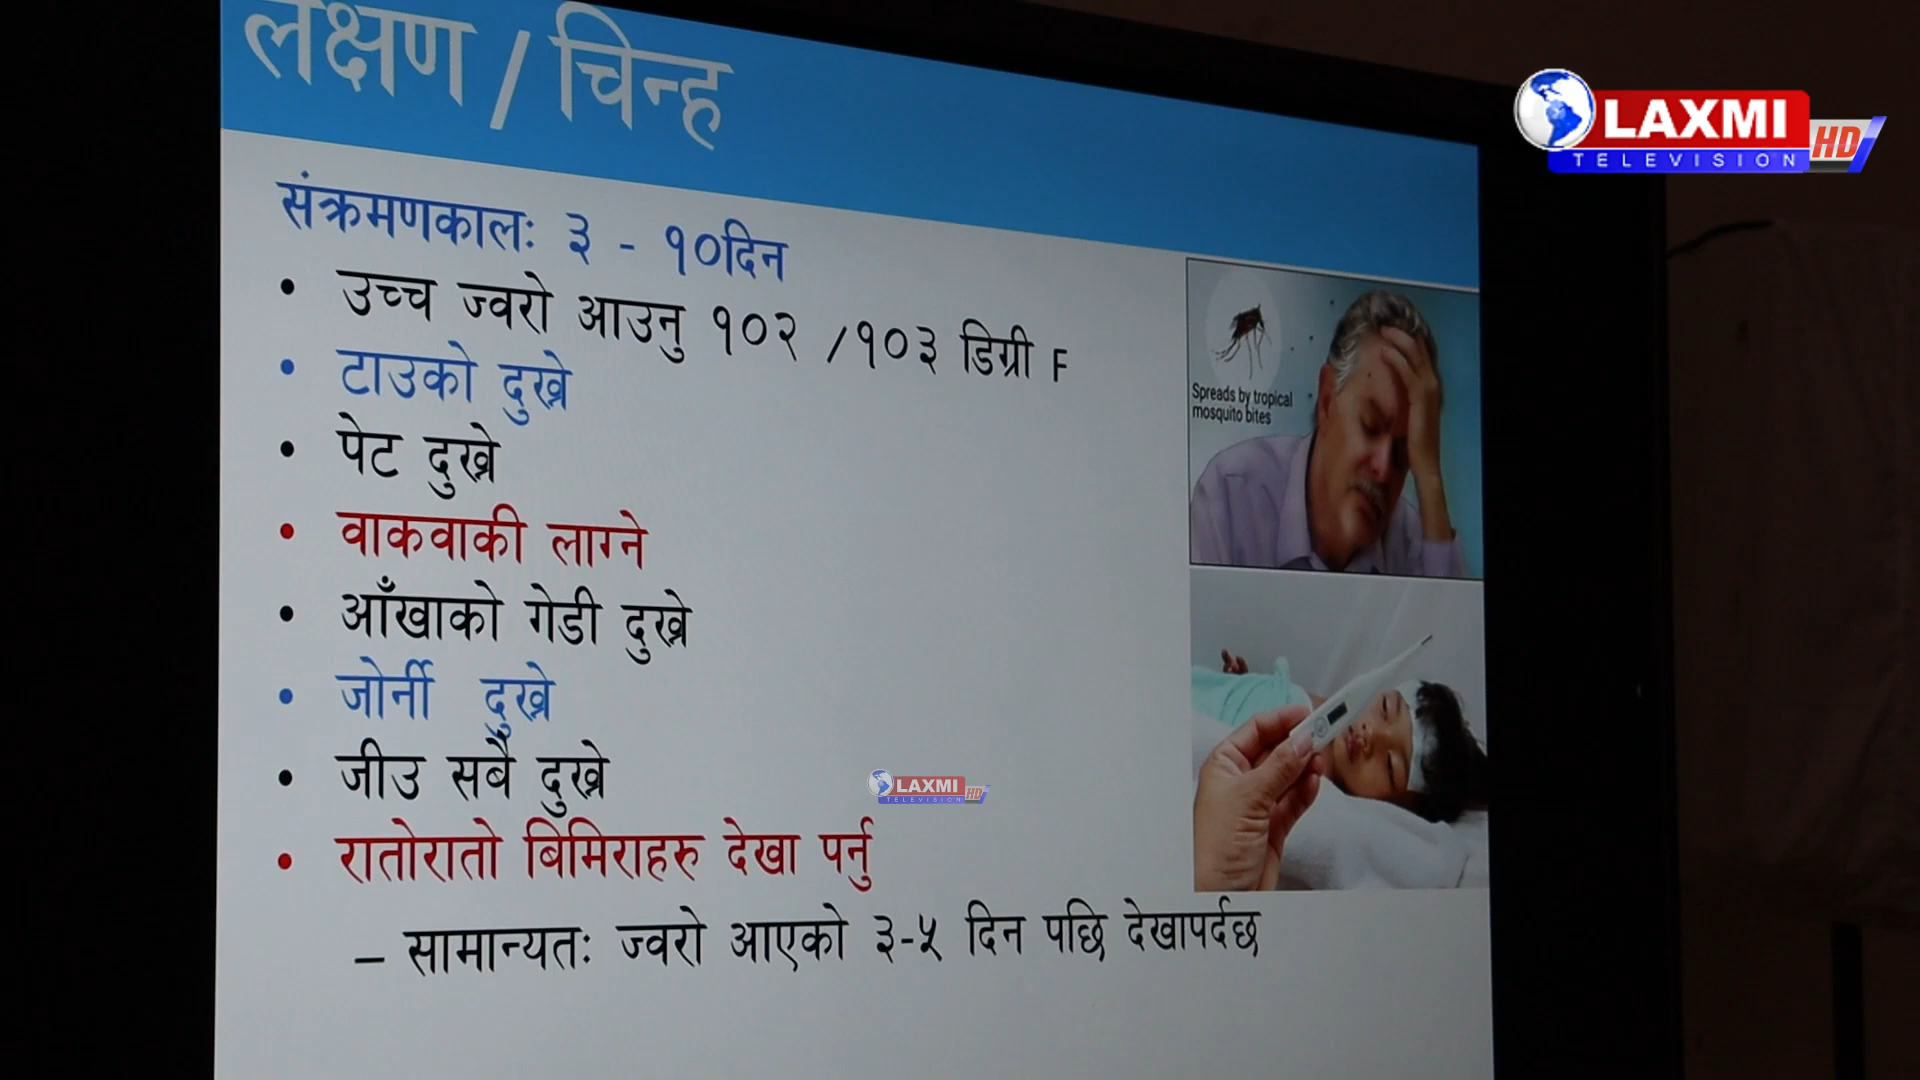 लक्षण / चिन्ह
LAXMI HD
TELEVISION
संक्रमणकालः ३ - १०दिन
• उच्च ज्वरो आउनु १०२ /१०३ डिग्री F
• टाउको दुख्ने
• पेट दुख्ने
• वाकवाकी लाग्ने
• आँखाको गेडी दुख्ने
• जोर्नी दुख्ने
• जीउ सबै दुख्ने
• रातोरातो बिमिराहरु देखा पर्नु
– सामान्यतः ज्वरो आएको ३-५ दिन पछि देखापर्दछ
Spreads by tropical
mosquito bites
LAXMI HD
TELEVISION